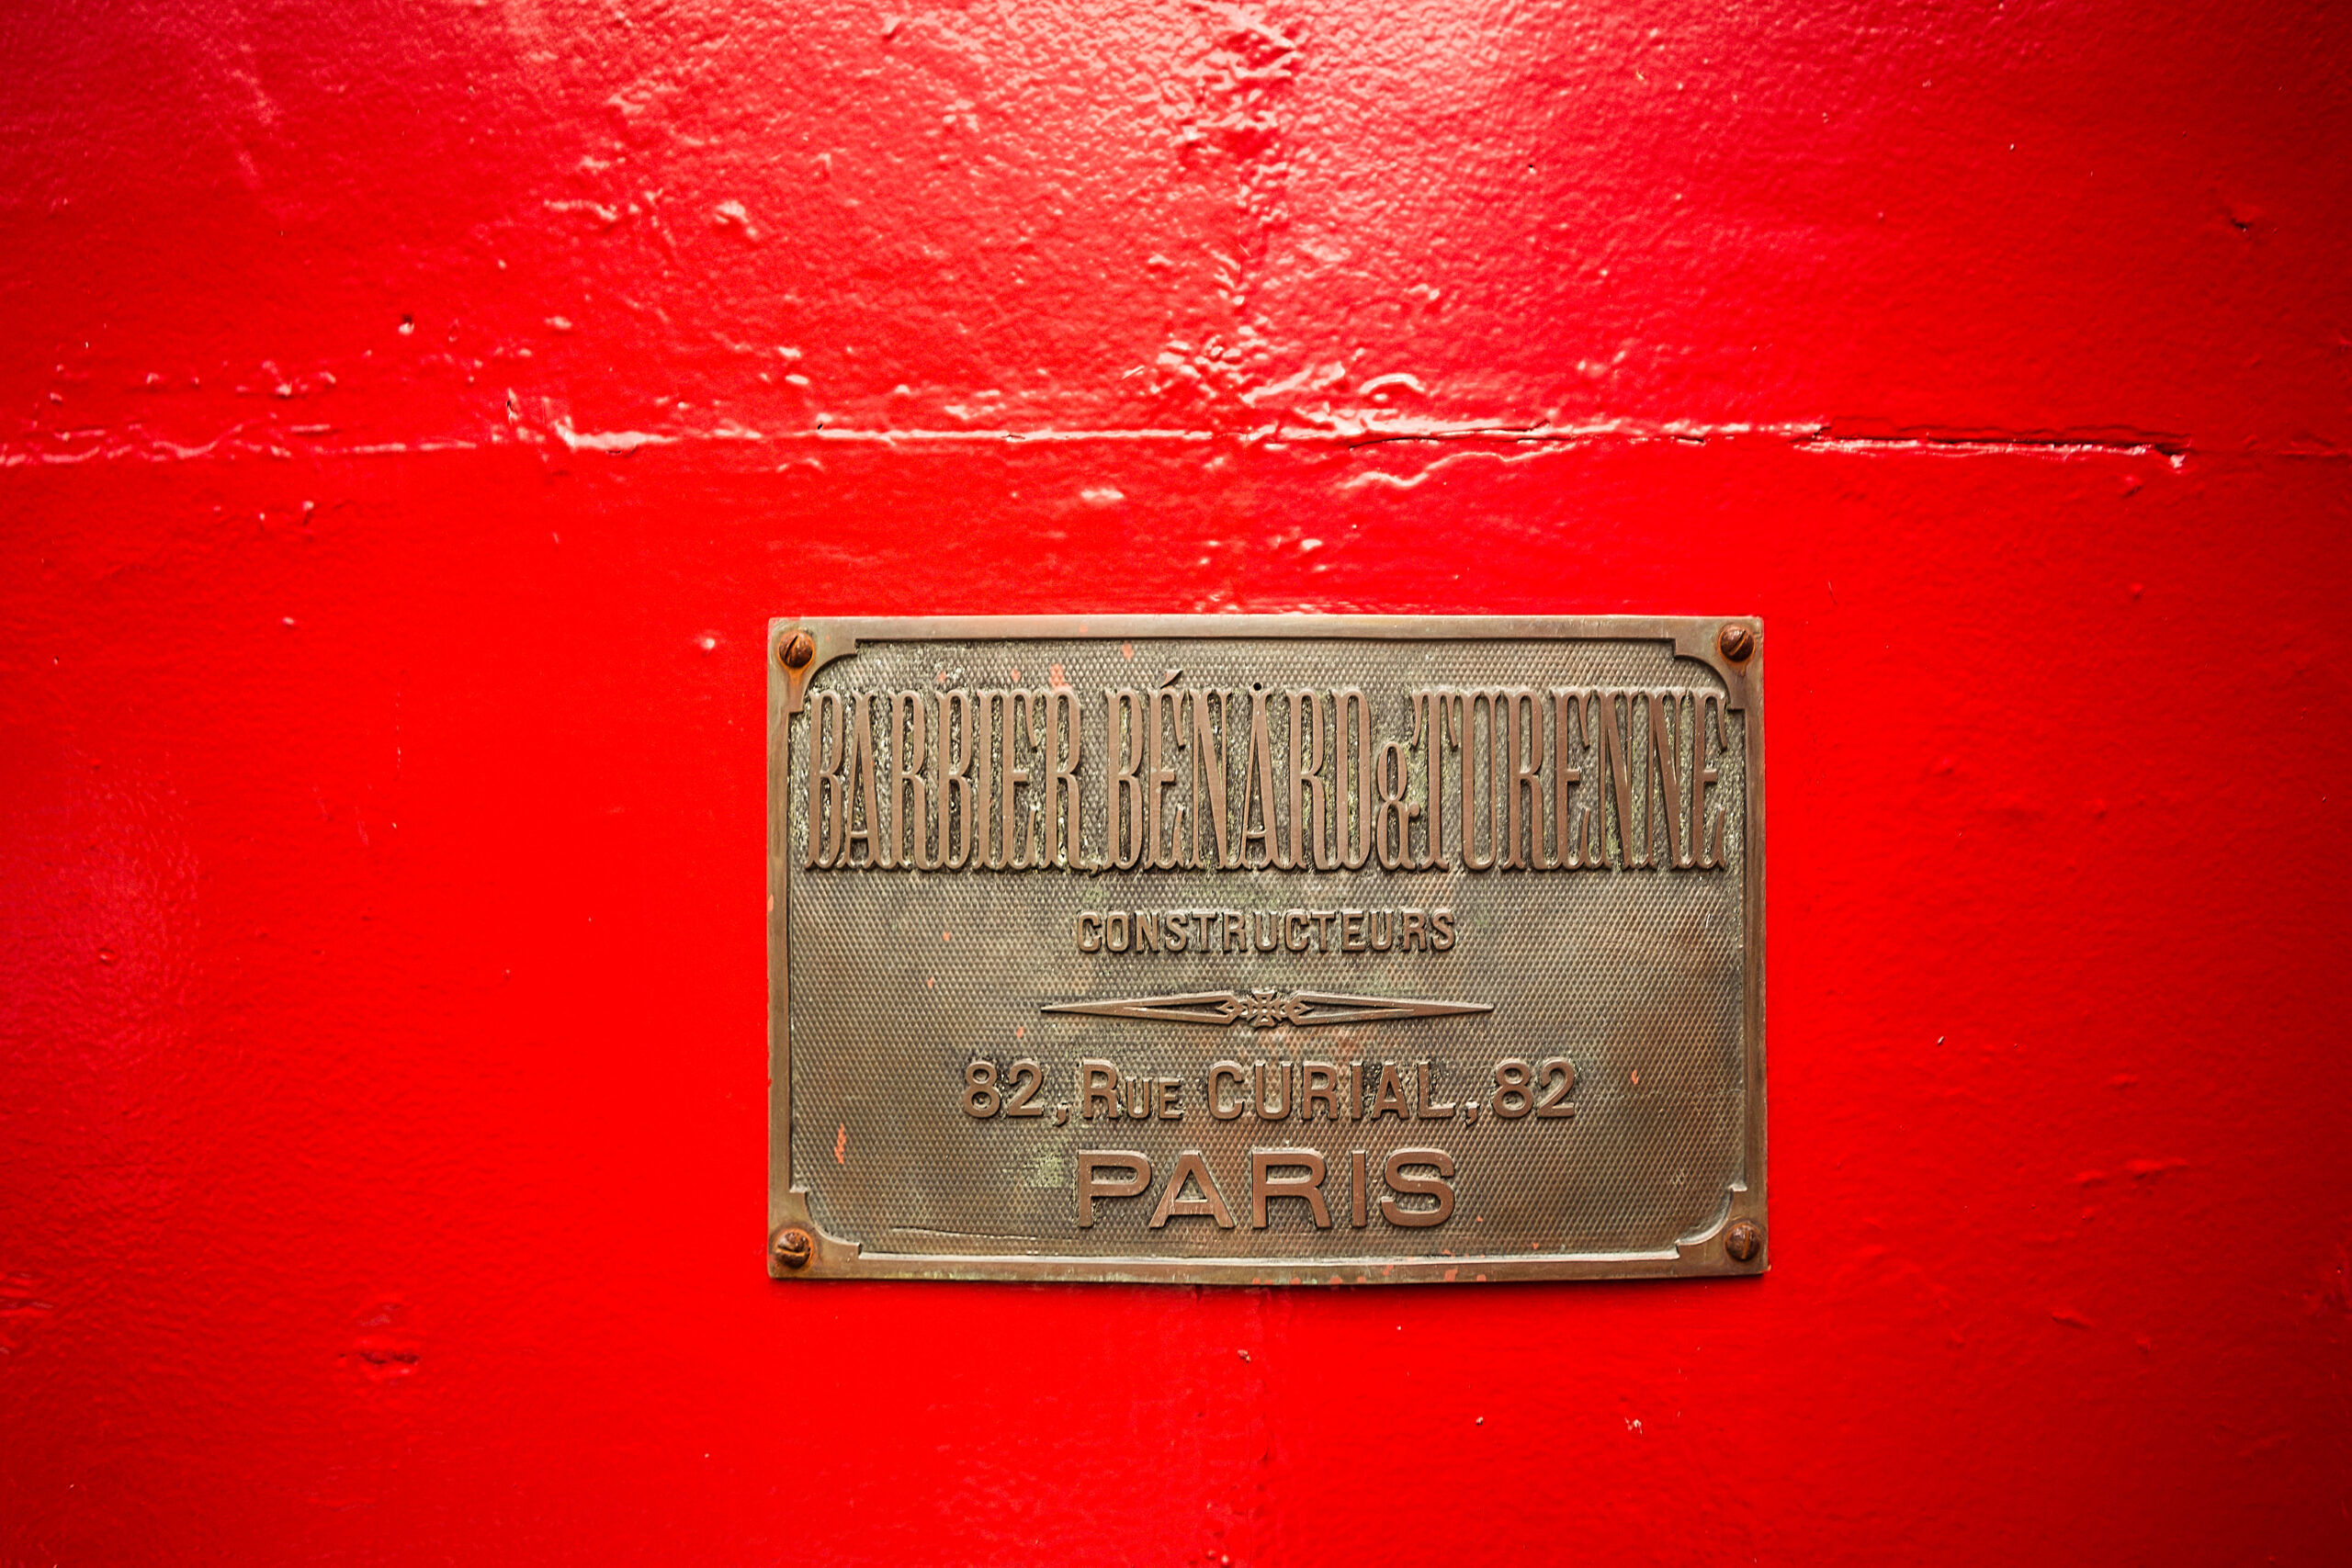 BARBIER, BÉNARD & TURENNE
CONSTRUCTEURS
82, RUE CURIAL, 82
PARIS